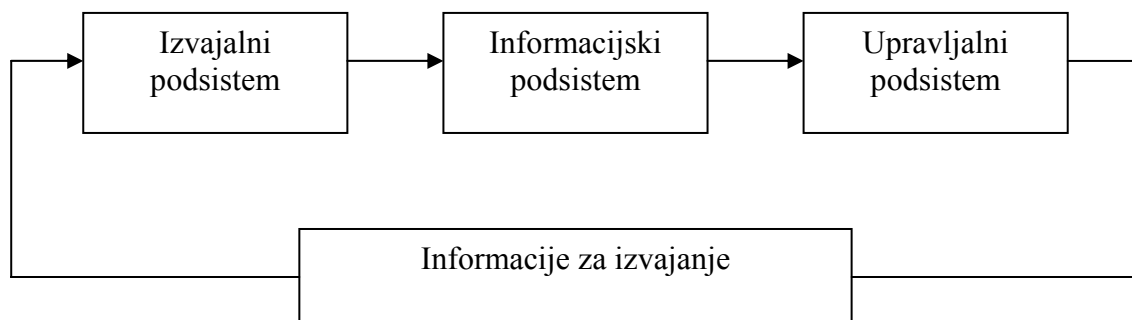 Izvajalni
podsistem
Informacijski
podsistem
Upravljalni
podsistem
Informacije za izvajanje